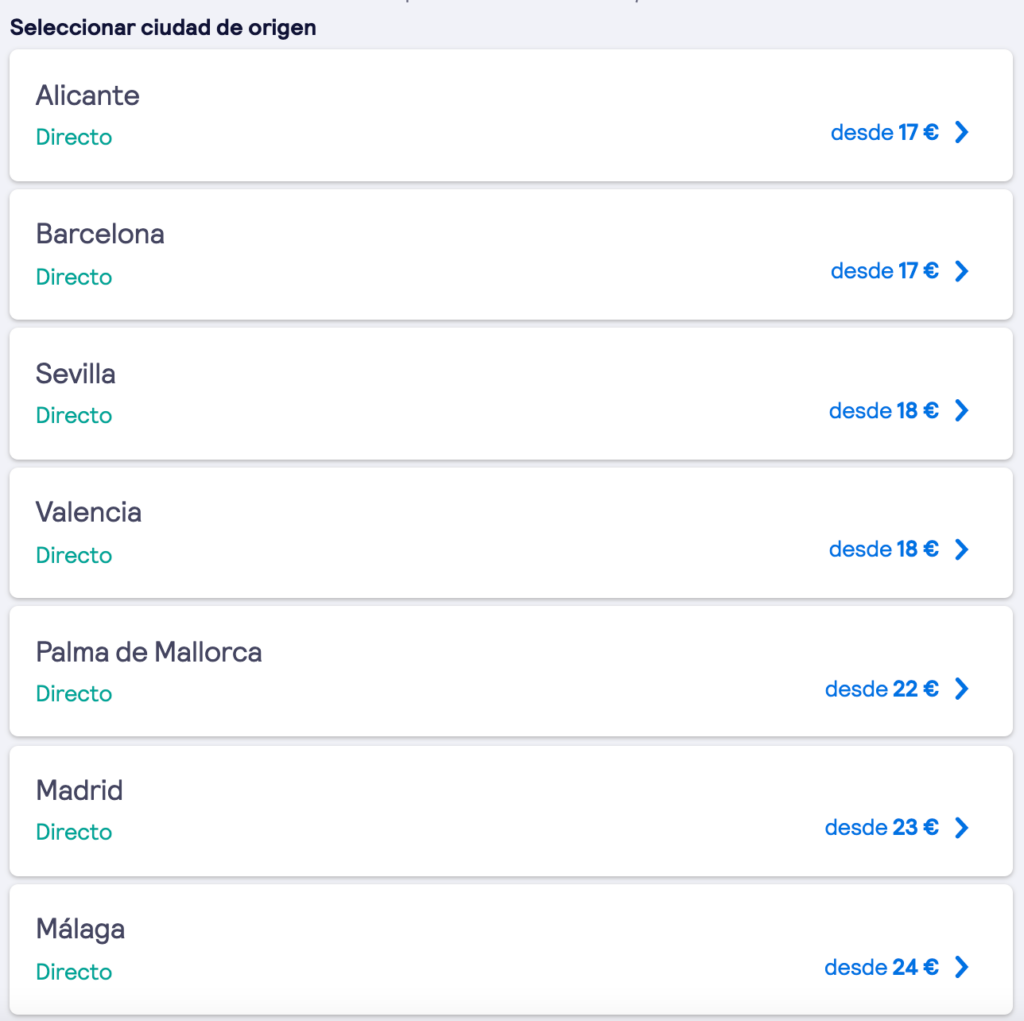 Seleccionar ciudad de origen
Alicante
Directo
desde 17 €
Barcelona
Directo
desde 17 €
Sevilla
Directo
desde 18 €
Valencia
Directo
desde 18 €
Palma de Mallorca
Directo
desde 22 €
Madrid
Directo
desde 23 €
Málaga
Directo
desde 24 €